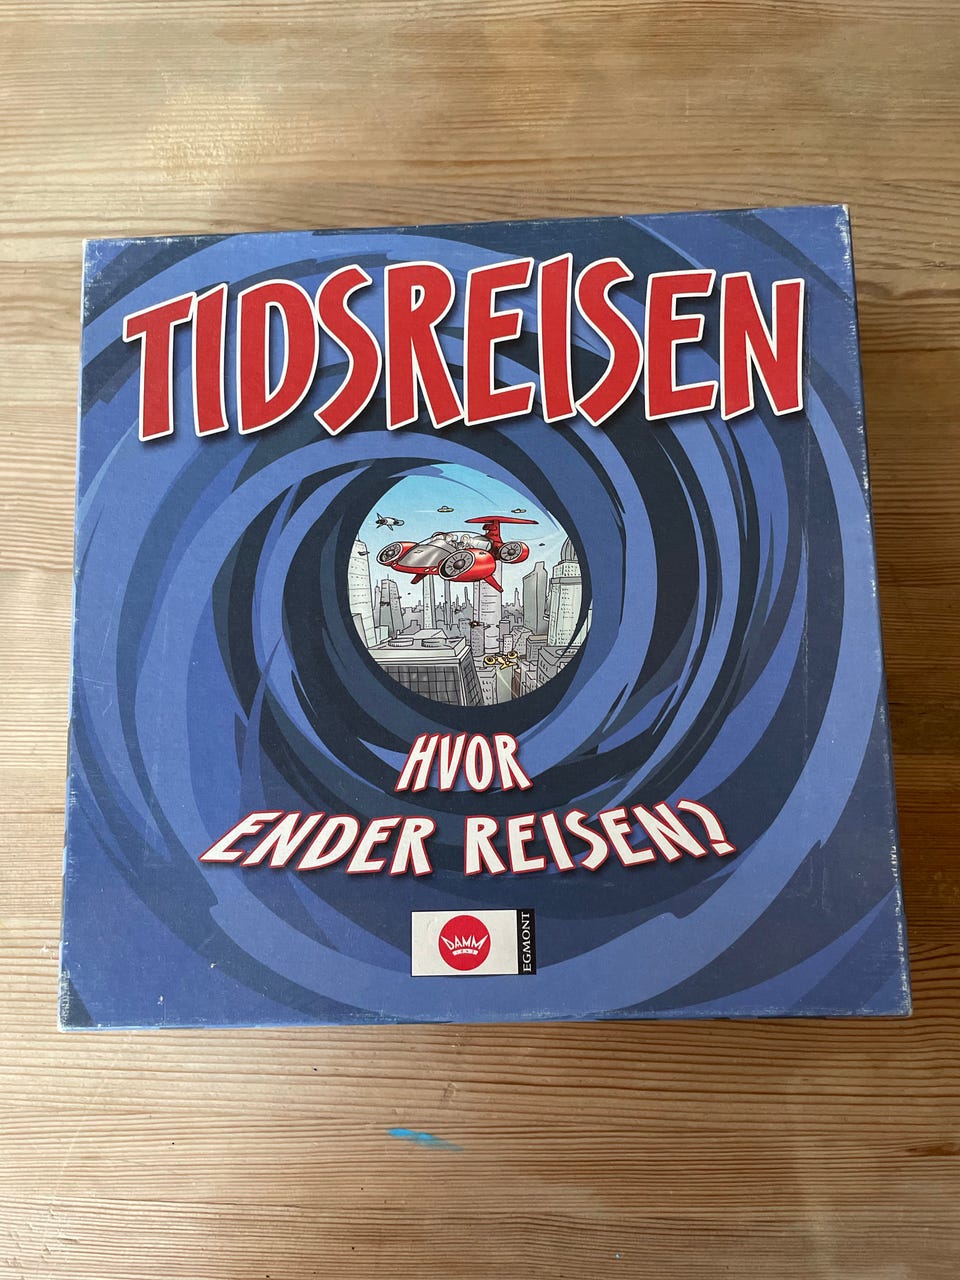 TIDSREISEN
HVOR
ENDER REISEN?
DAMM
EGMONT